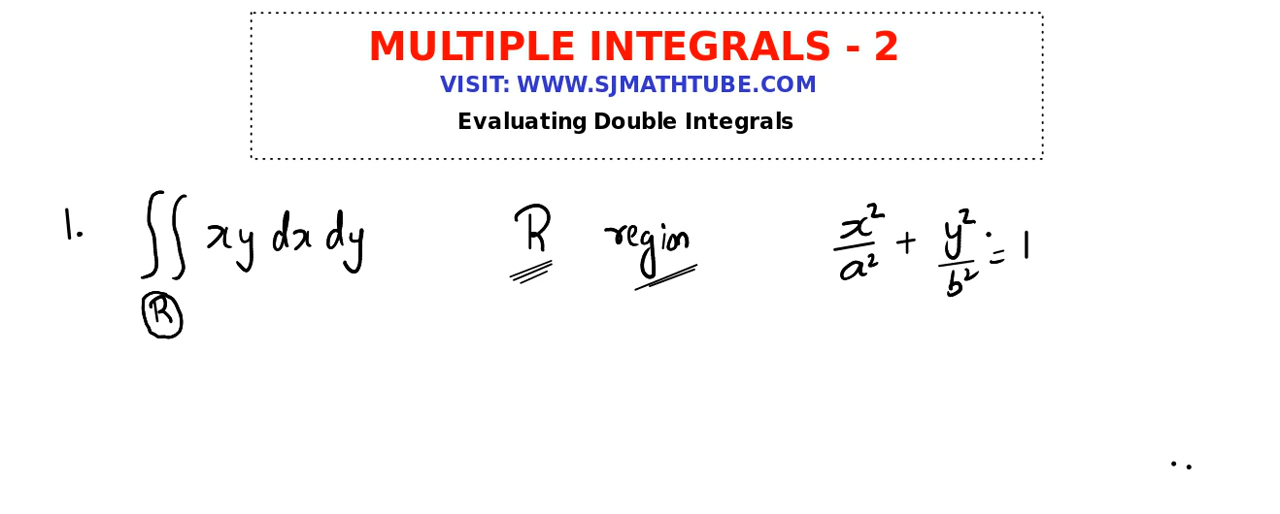 MULTIPLE INTEGRALS - 2
VISIT: WWW.SJMATHTUBE.COM
Evaluating Double Integrals
1. ∬ xy dx dy R region x²/a² + y²/b² = 1
R